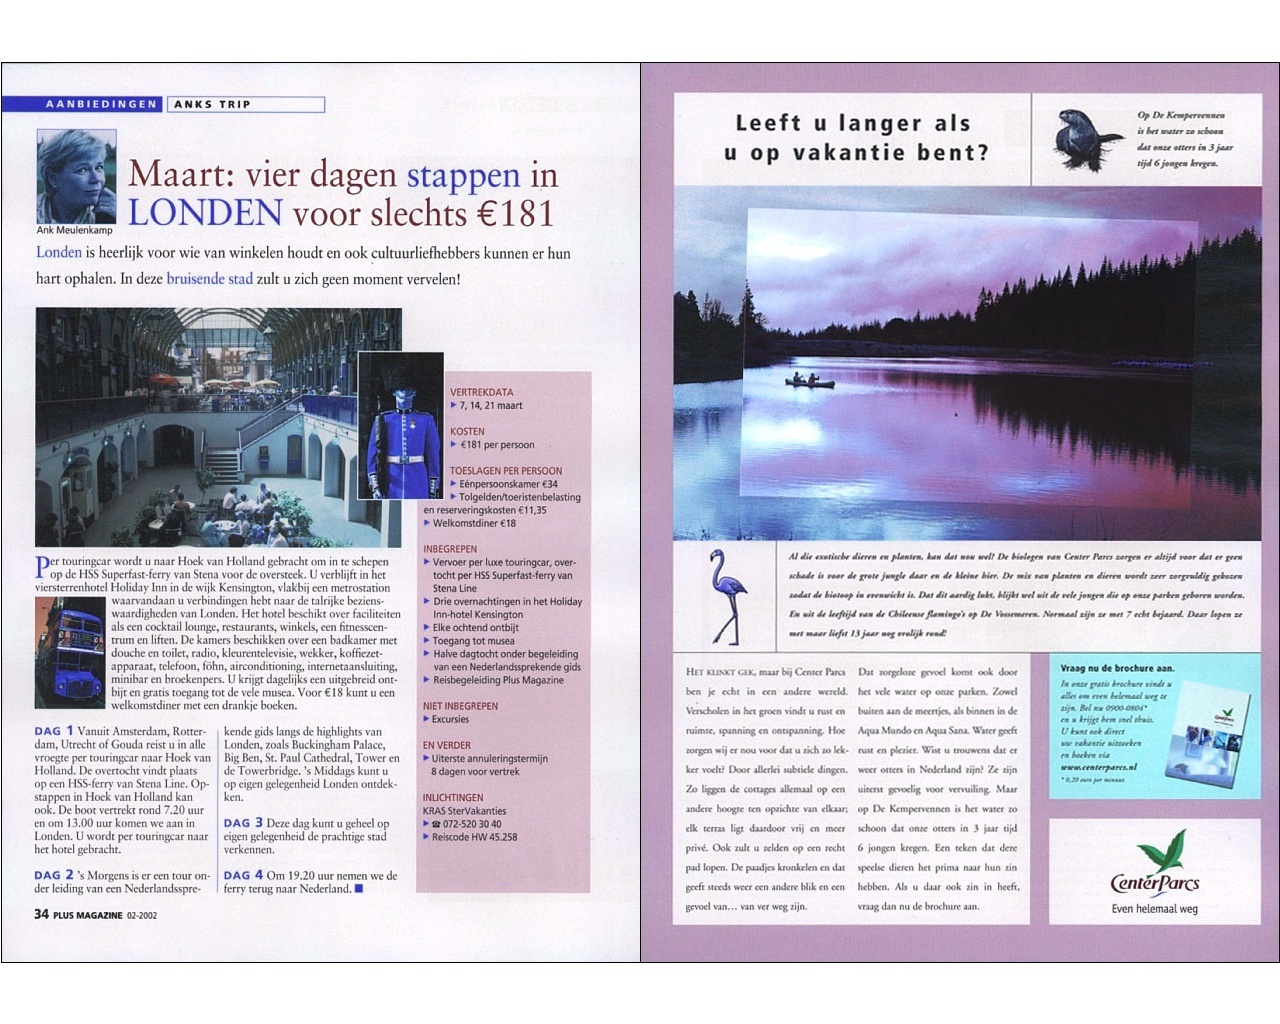 AANBIEDINGEN ANKS TRIP
Ank Meulenkamp
Maart: vier dagen stappen in
LONDEN voor slechts €181
Londen is heerlijk voor wie van winkelen houdt en ook cultuurliefhebbers kunnen er hun
hart ophalen. In deze bruisende stad zult u zich geen moment vervelen!
Per touringcar wordt u naar Hoek van Holland gebracht om in te schepen
op de HSS Superfast-ferry van Stena voor de oversteek. U verblijft in het
viersterrenhotel Holiday Inn in de wijk Kensington, vlakbij een metrostation
waarvandaan u verbindingen hebt naar de talrijke beziens-
waardigheden van Londen. Het hotel beschikt over faciliteiten
als een cocktail lounge, restaurants, winkels, een fitnesscen-
trum en liften. De kamers beschikken over een badkamer met
douche en toilet, radio, kleurentelevisie, wekker, koffiezet-
apparaat, telefoon, föhn, airconditioning, internetaansluiting,
minibar en broekenpers. U krijgt dagelijks een uitgebreid ont-
bijt en gratis toegang tot de vele musea. Voor €18 kunt u een
welkomstdiner met een drankje boeken.
DAG 1 Vanuit Amsterdam, Rotter-
dam, Utrecht of Gouda reist u in alle
vroegte per touringcar naar Hoek van
Holland. De overtocht vindt plaats
op een HSS-ferry van Stena Line. Op-
stappen in Hoek van Holland kan
ook. De boot vertrekt rond 7.20 uur
en om 13.00 uur komen we aan in
Londen. U wordt per touringcar naar
het hotel gebracht.
DAG 2 's Morgens is er een tour on-
der leiding van een Nederlandsspre-
kende gids langs de highlights van
Londen, zoals Buckingham Palace,
Big Ben, St. Paul Cathedral, Tower en
de Towerbridge. 's Middags kunt u
op eigen gelegenheid Londen ontdek-
ken.
DAG 3 Deze dag kunt u geheel op
eigen gelegenheid de prachtige stad
verkennen.
DAG 4 Om 19.20 uur nemen we de
ferry terug naar Nederland.
VERTREKDATA
7, 14, 21 maart
KOSTEN
€181 per persoon
TOESLAGEN PER PERSOON
Eénpersoonskamer €34
Tolgelden/toeristenbelasting
en reserveringskosten €11,35
Welkomstdiner €18
INBEGREPEN
Vervoer per luxe touringcar, over-
tocht per HSS Superfast-ferry van
Stena Line
Drie overnachtingen in het Holiday
Inn-hotel Kensington
Elke ochtend ontbijt
Toegang tot musea
Halve dagtocht onder begeleiding
van een Nederlandssprekende gids
Reisbegeleiding Plus Magazine
NIET INBEGREPEN
Excursies
EN VERDER
Uiterste annuleringstermijn
8 dagen voor vertrek
INLICHTINGEN
KRAS SterVakanties
☎ 072-520 30 40
Reiscode HW 45.258
34 PLUS MAGAZINE 02-2002
Leeft u langer als
u op vakantie bent?
Op De Kempervennen
is het water zo schoon
dat onze otters in 3 jaar
tijd 6 jongen kregen.
Al die exotische dieren en planten, kan dat nou wel? De biologen van Center Parcs zorgen er altijd voor dat er geen
schade is voor de grote jungle daar en de kleine hier. De mix van planten en dieren wordt zeer zorgvuldig gekozen
zodat de biotoop in evenwicht is. Dat dit aardig lukt, blijkt wel uit de vele jongen die op onze parken geboren worden.
En uit de leeftijd van de Chileense flamingo's op De Vossemeren. Normaal zijn ze met 7 echt bejaard. Daar lopen ze
met maar liefst 13 jaar nog vrolijk rond!
HET KLINKT GEK, maar bij Center Parcs
ben je echt in een andere wereld.
Verscholen in het groen vindt u rust en
ruimte, spanning en ontspanning. Hoe
zorgen wij er nou voor dat u zich zo lek-
ker voelt? Door allerlei subtiele dingen.
Zo liggen de cottages allemaal op een
andere hoogte ten opzichte van elkaar;
elk terras ligt daardoor vrij en meer
privé. Ook zult u zelden op een recht
pad lopen. De paadjes kronkelen en dat
geeft steeds weer een andere blik en een
gevoel van... van ver weg zijn.
Dat zorgeloze gevoel komt ook door
het vele water op onze parken. Zowel
buiten aan de meertjes, als binnen in de
Aqua Mundo en Aqua Sana. Water geeft
rust en plezier. Wist u trouwens dat er
weer otters in Nederland zijn? Ze zijn
uiterst gevoelig voor vervuiling. Maar
op De Kempervennen is het water zo
schoon dat onze otters in 3 jaar tijd
6 jongen kregen. Een teken dat deze
speelse dieren het prima naar hun zin
hebben. Als u daar ook zin in heeft,
vraag dan nu de brochure aan.
Vraag nu de brochure aan.
In onze gratis brochure vindt u
alles om even helemaal weg te
zijn. Bel nu 0900-0804*
en u krijgt hem snel thuis.
U kunt ook direct
uw vakantie uitzoeken
en boeken via
www.centerparcs.nl
* 0,20 euro per minuut.
CenterParcs
Even helemaal weg